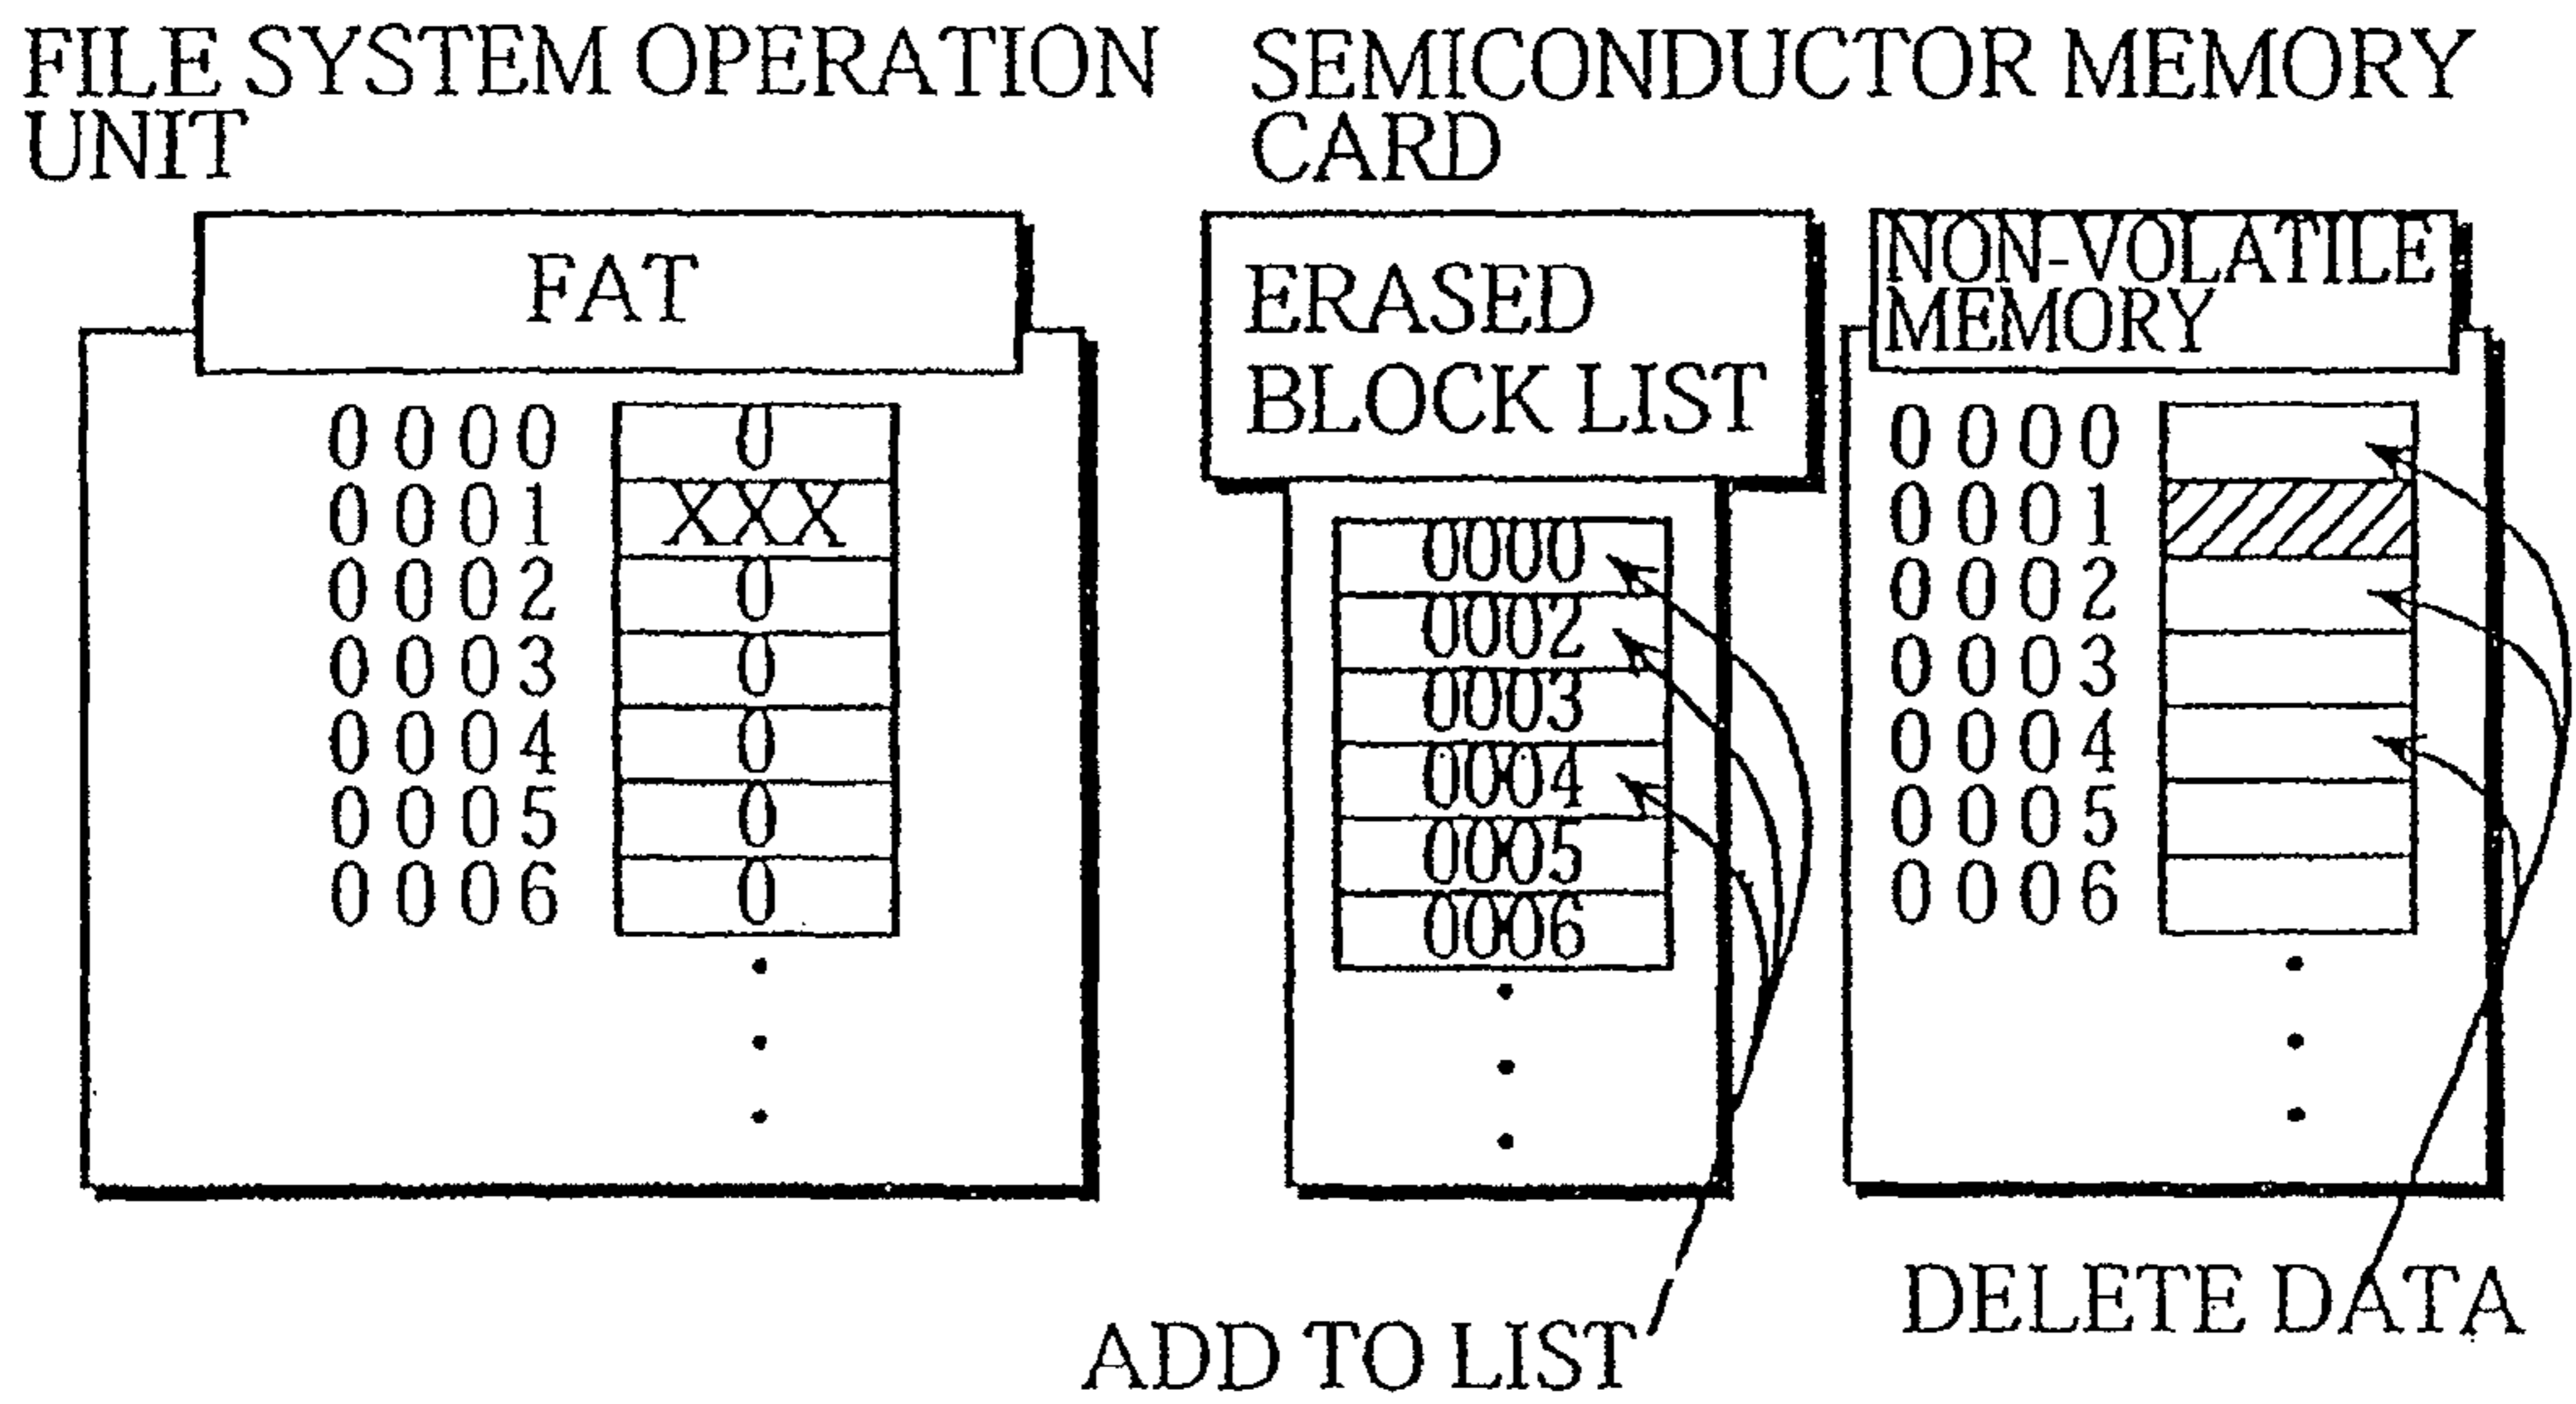 FILE SYSTEM OPERATION
UNIT
FAT
0000 0
0001 XXX
0002 0
0003 0
0004 0
0005 0
0006 0
SEMICONDUCTOR MEMORY
CARD
ERASED
BLOCK LIST
0000
0002
0003
0004
0005
0006
NON-VOLATILE
MEMORY
0000
0001
0002
0003
0004
0005
0006
ADD TO LIST
DELETE DATA